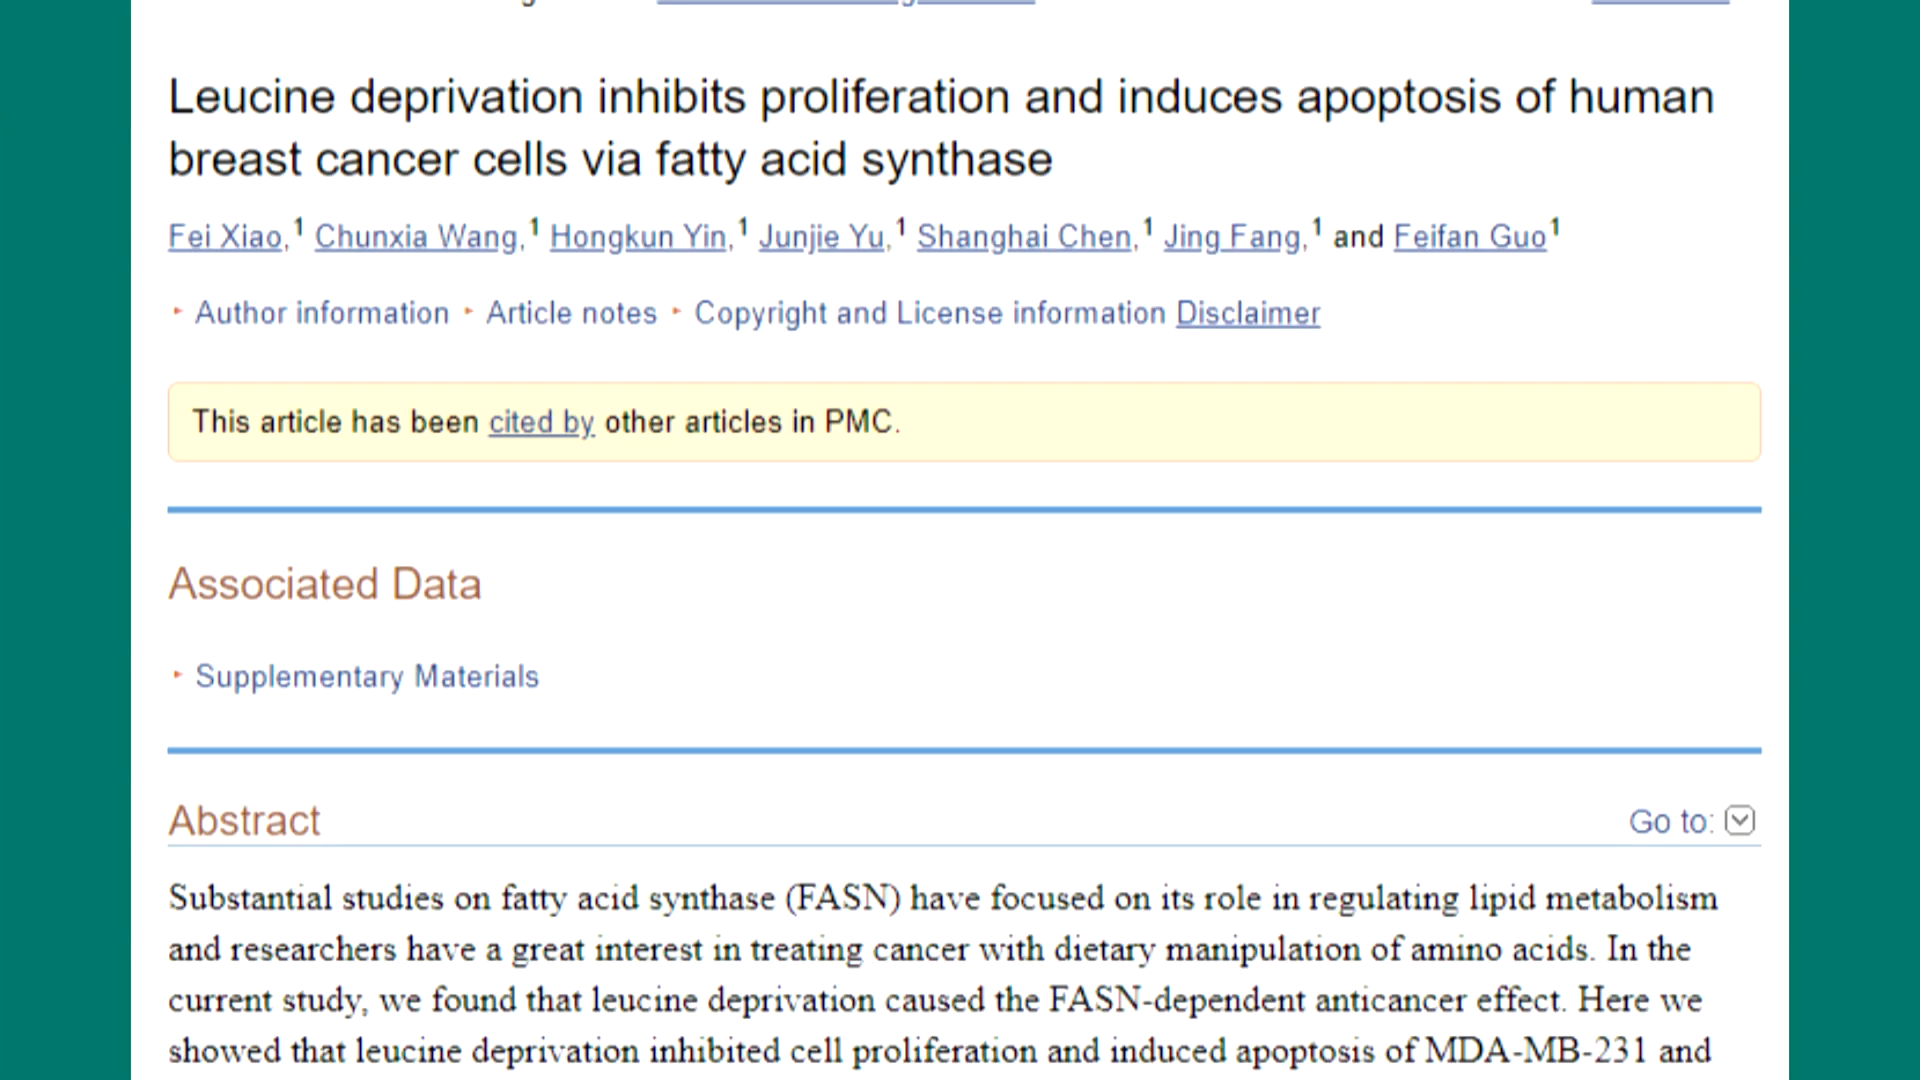 Leucine deprivation inhibits proliferation and induces apoptosis of human
breast cancer cells via fatty acid synthase
Fei Xiao,1 Chunxia Wang,1 Hongkun Yin,1 Junjie Yu,1 Shanghai Chen,1 Jing Fang,1 and Feifan Guo1
‣ Author information ‣ Article notes ‣ Copyright and License information Disclaimer
This article has been cited by other articles in PMC.
Associated Data
‣ Supplementary Materials
Abstract
Go to:
Substantial studies on fatty acid synthase (FASN) have focused on its role in regulating lipid metabolism
and researchers have a great interest in treating cancer with dietary manipulation of amino acids. In the
current study, we found that leucine deprivation caused the FASN-dependent anticancer effect. Here we
showed that leucine deprivation inhibited cell proliferation and induced apoptosis of MDA-MB-231 and